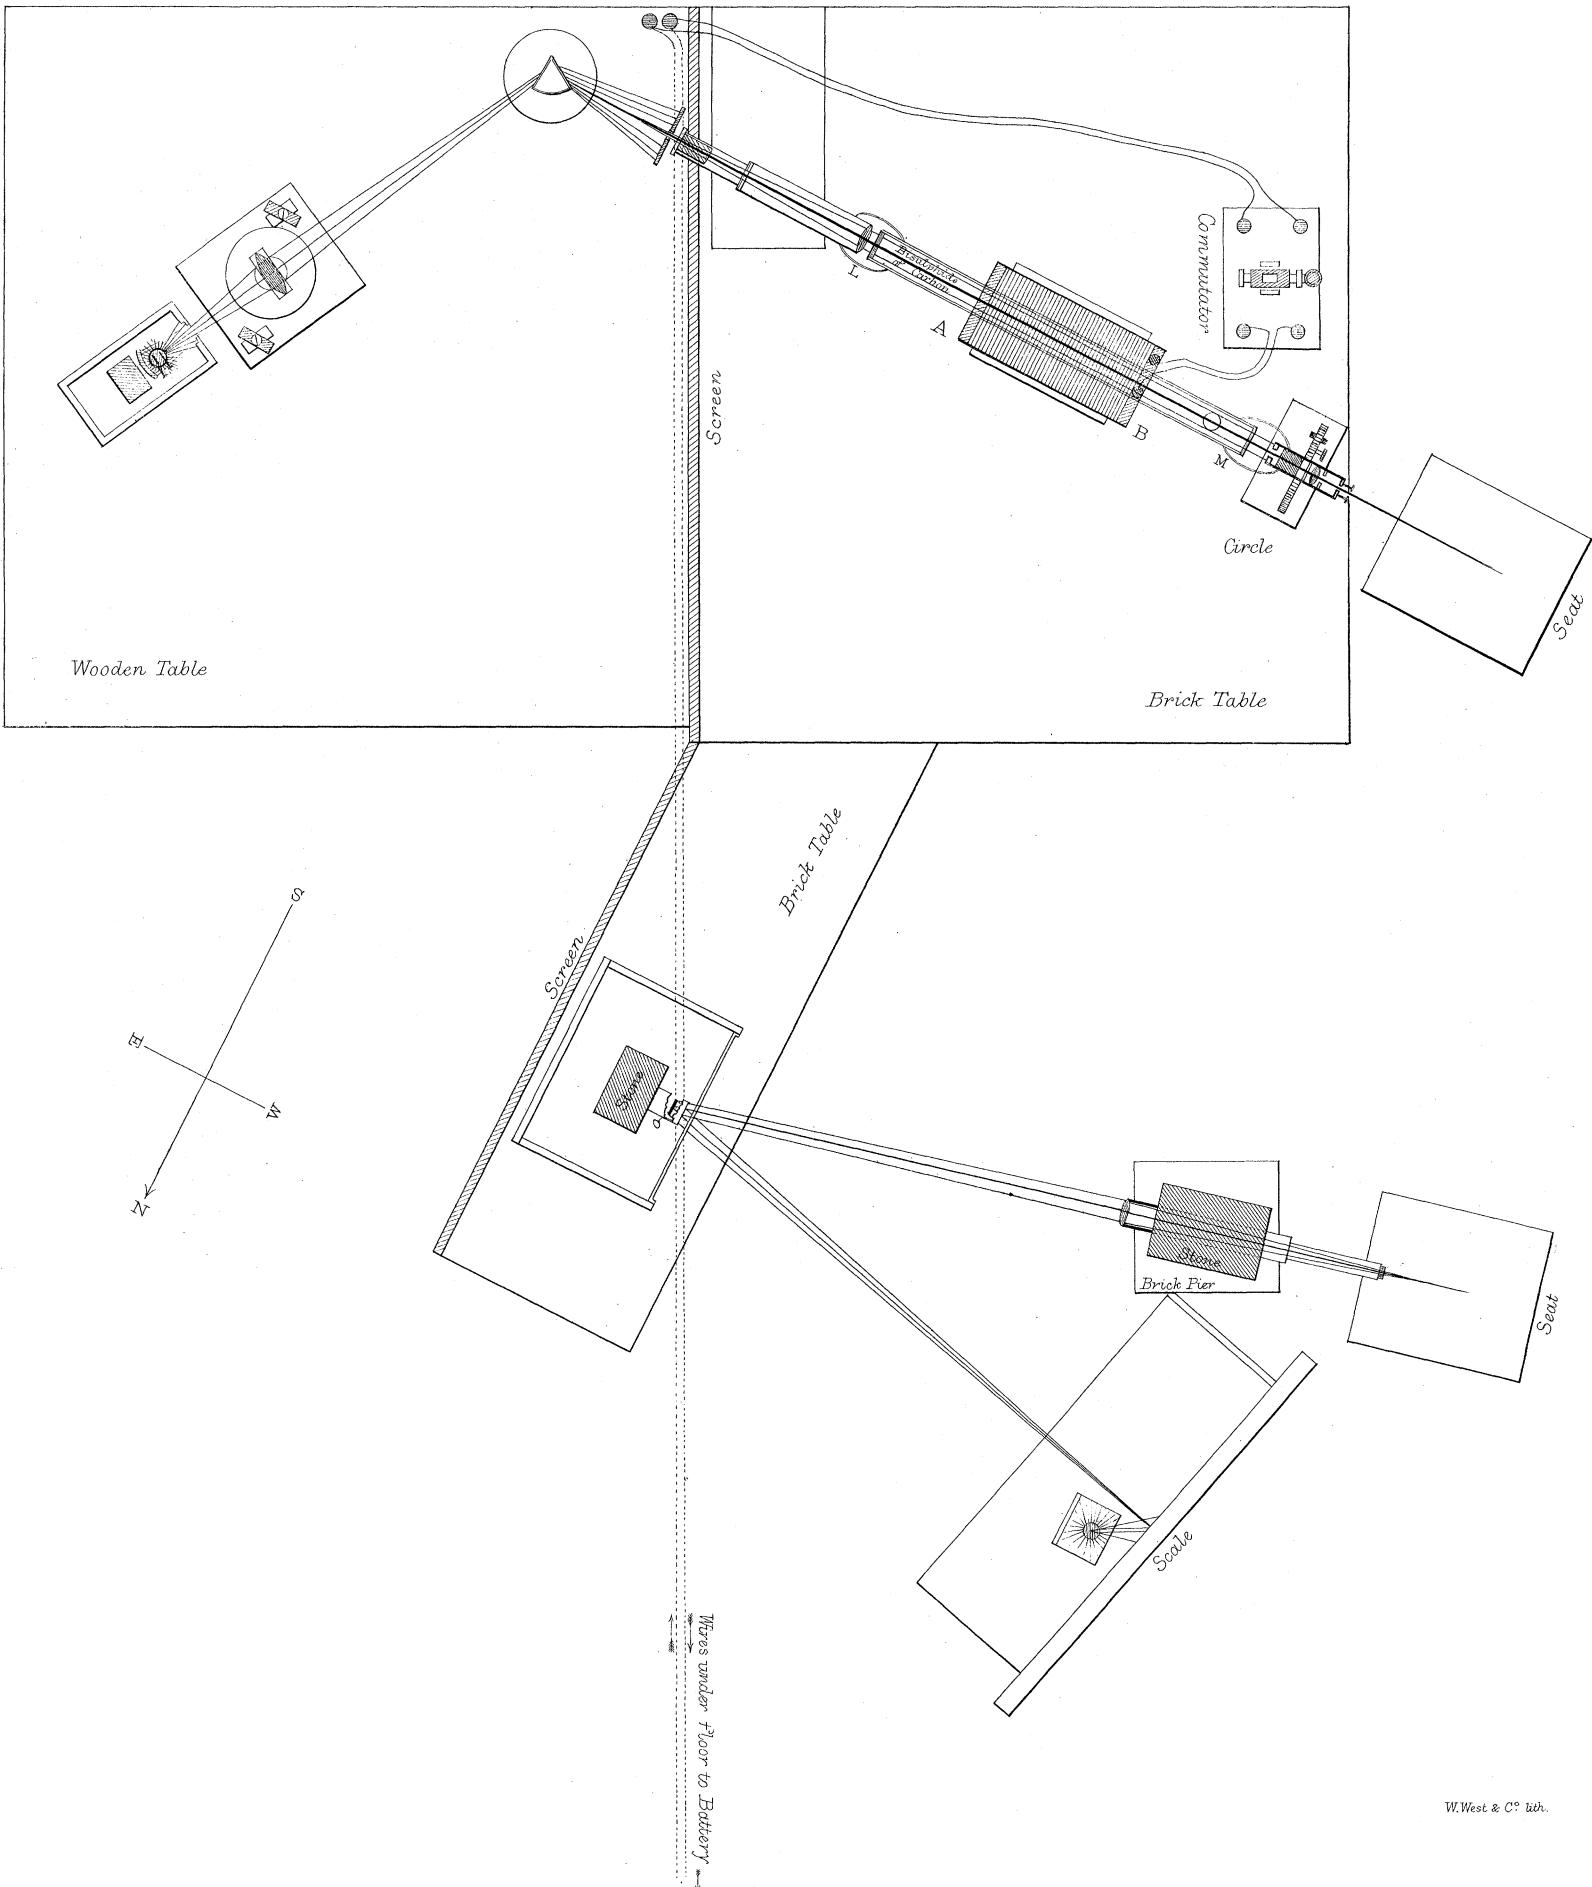 Commutator
L
Bisulphide
of Carbon
A
Screen
B
M
Circle
Seat
Wooden Table
Brick Table
Brick Table
S
Screen
E
W
Stone
N
Stone
Brick Pier
Seat
Scale
Wires under floor to Battery
W. West & Co. lith.